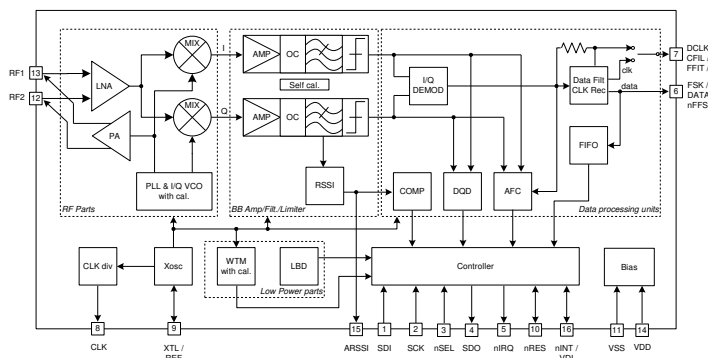 MIX
I
AMP
OC
7
DCLK
CFIL /
FFIT /
clk
RF1
13
LNA
Self cal.
I/Q
DEMOD
Data Filt
CLK Rec
data
RF2
12
MIX
Q
AMP
OC
6
FSK /
DATA
nFFS
PA
FIFO
PLL & I/Q VCO
with cal.
RSSI
COMP
DQD
AFC
RF Parts
BB Amp/Filt./Limiter
Data processing units
CLK div
Xosc
WTM
with cal.
LBD
Controller
Bias
Low Power parts
8
9
15
1
2
3
4
5
10
16
11
14
CLK
XTL /
REF
ARSSI
SDI
SCK
nSEL
SDO
nIRQ
nRES
nINT /
VDI
VSS
VDD